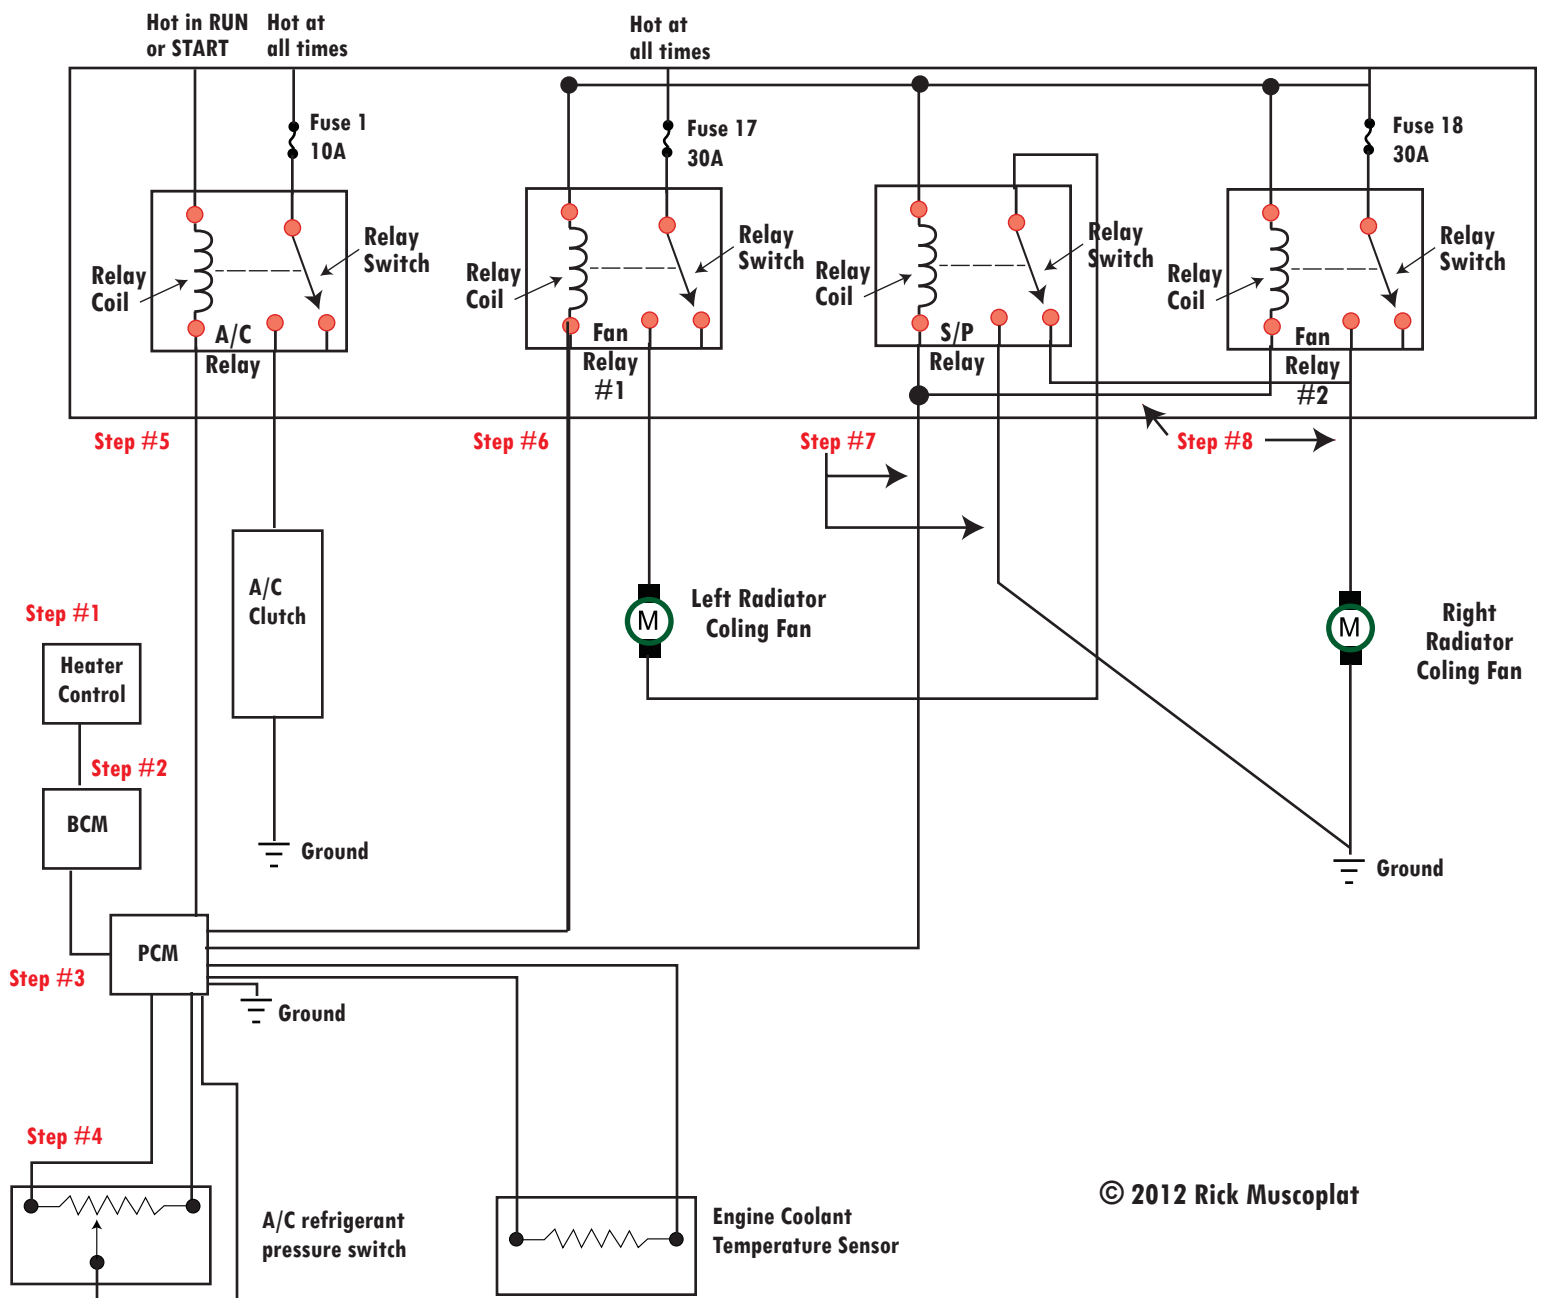 Hot in RUN
or START
Hot at
all times
Hot at
all times
Fuse 1
10A
Fuse 17
30A
Fuse 18
30A
Relay
Coil
Relay
Switch
A/C
Relay
Relay
Coil
Relay
Switch
Fan
Relay
#1
Relay
Coil
Relay
Switch
S/P
Relay
Relay
Coil
Relay
Switch
Fan
Relay
#2
Step #5
Step #6
Step #7
Step #8
A/C
Clutch
Left Radiator
Coling Fan
M
M
Right
Radiator
Coling Fan
Step #1
Heater
Control
Step #2
BCM
Ground
Ground
PCM
Step #3
Ground
Step #4
A/C refrigerant
pressure switch
Engine Coolant
Temperature Sensor
© 2012 Rick Muscoplat